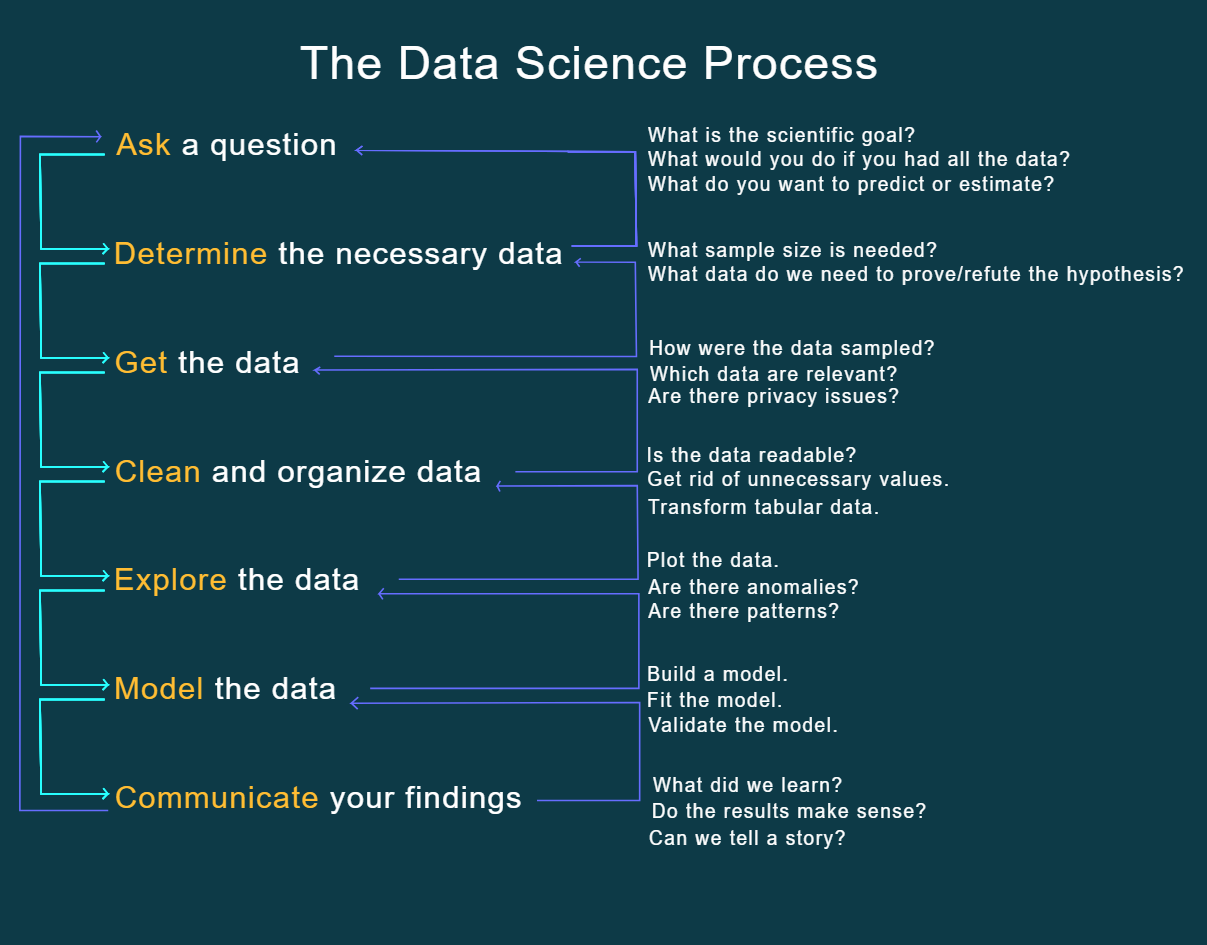 The Data Science Process
Ask a question
What is the scientific goal?
What would you do if you had all the data?
What do you want to predict or estimate?
Determine the necessary data
What sample size is needed?
What data do we need to prove/refute the hypothesis?
Get the data
How were the data sampled?
Which data are relevant?
Are there privacy issues?
Clean and organize data
Is the data readable?
Get rid of unnecessary values.
Transform tabular data.
Explore the data
Plot the data.
Are there anomalies?
Are there patterns?
Model the data
Build a model.
Fit the model.
Validate the model.
Communicate your findings
What did we learn?
Do the results make sense?
Can we tell a story?